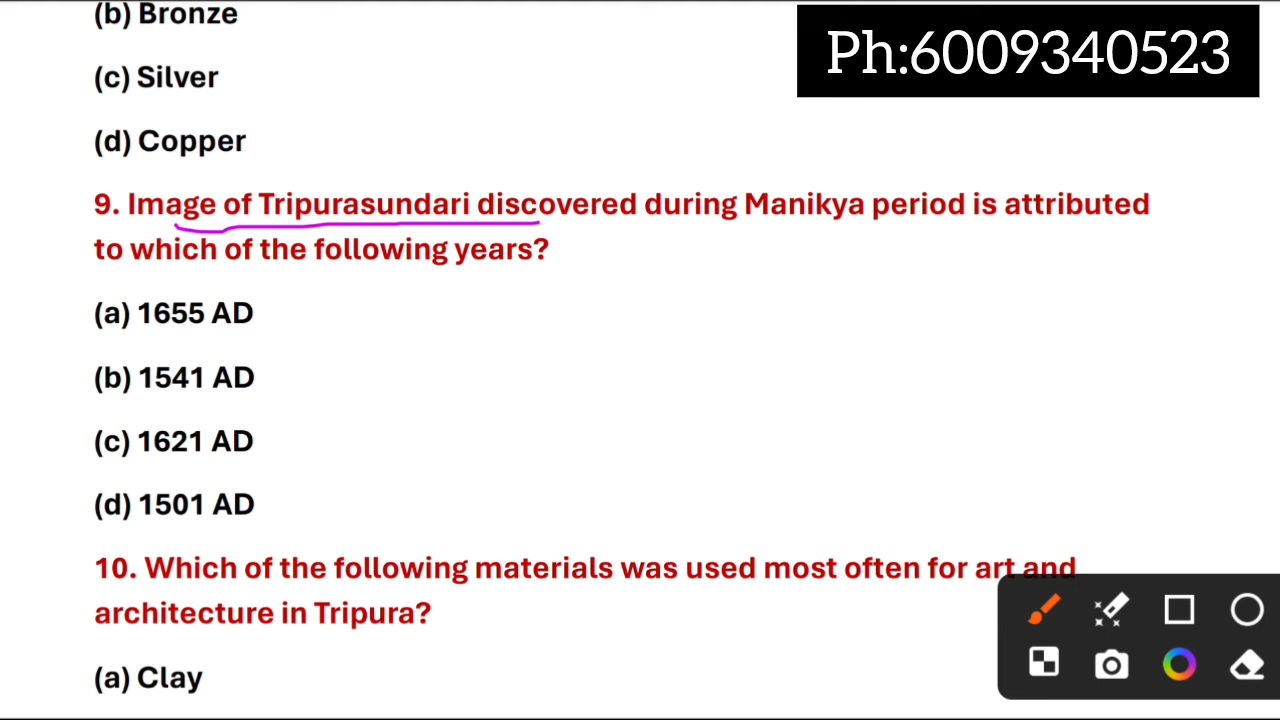 (b) Bronze
Ph:6009340523
(c) Silver
(d) Copper
9. Image of Tripurasundari discovered during Manikya period is attributed
to which of the following years?
(a) 1655 AD
(b) 1541 AD
(c) 1621 AD
(d) 1501 AD
10. Which of the following materials was used most often for art and
architecture in Tripura?
(a) Clay